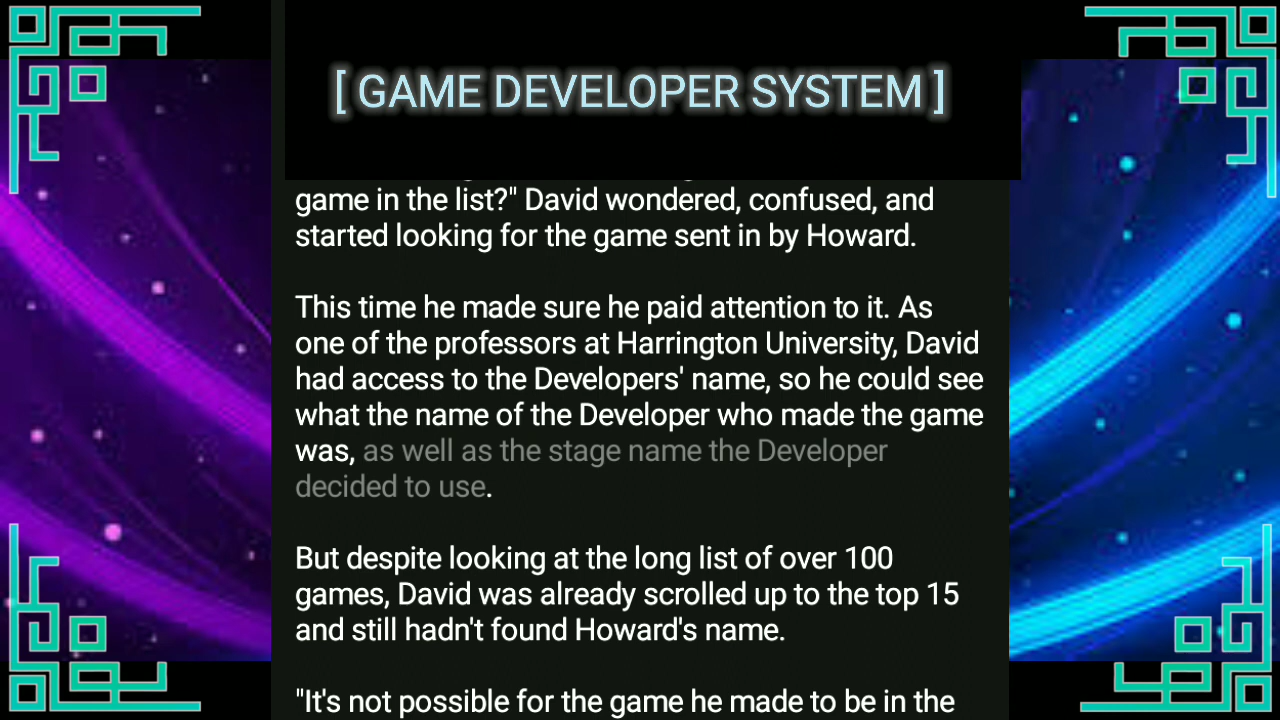 [ GAME DEVELOPER SYSTEM ]
game in the list?" David wondered, confused, and
started looking for the game sent in by Howard.
This time he made sure he paid attention to it. As
one of the professors at Harrington University, David
had access to the Developers' name, so he could see
what the name of the Developer who made the game
was, as well as the stage name the Developer
decided to use.
But despite looking at the long list of over 100
games, David was already scrolled up to the top 15
and still hadn't found Howard's name.
"It's not possible for the game he made to be in the